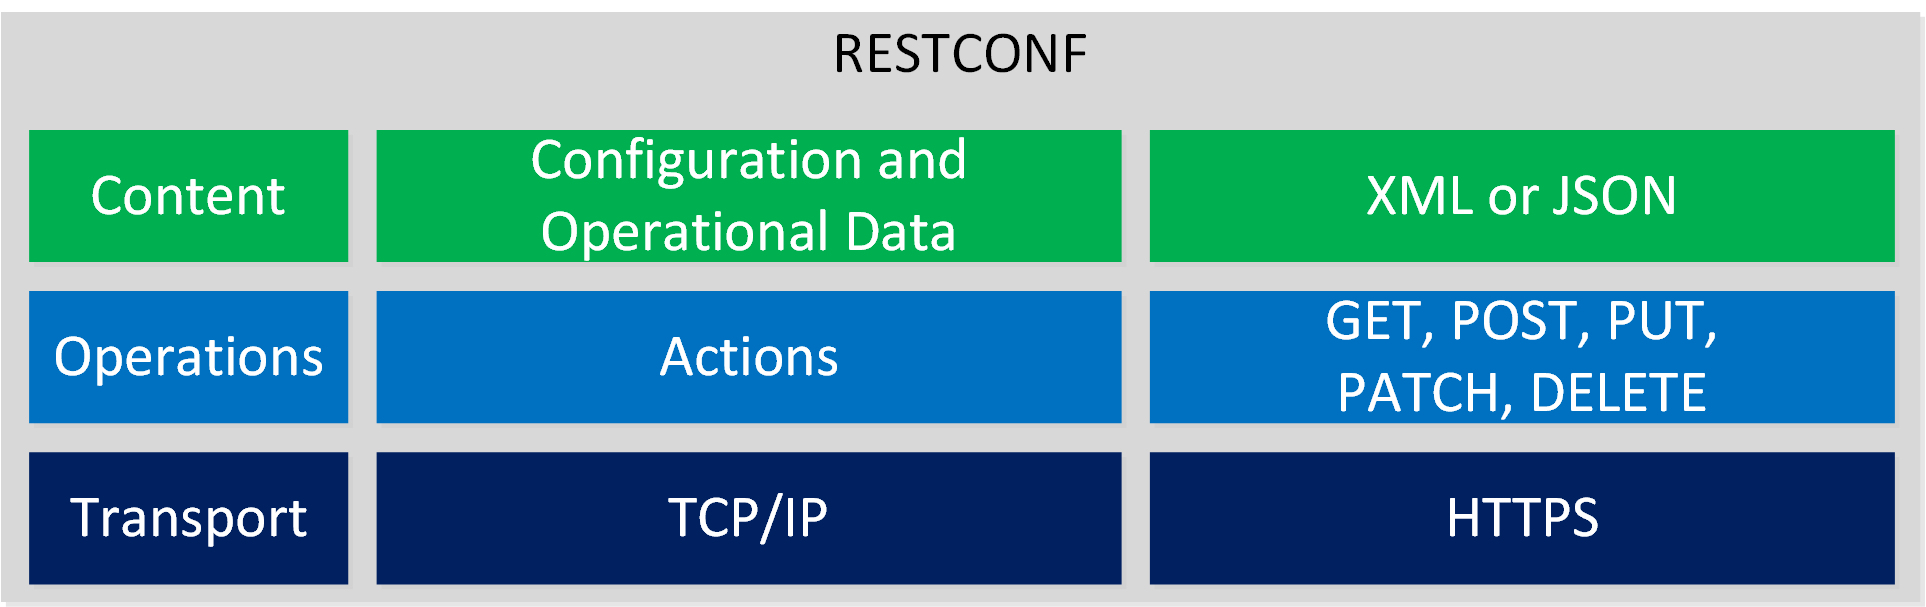 RESTCONF
Content
Configuration and
Operational Data
XML or JSON
Operations
Actions
GET, POST, PUT,
PATCH, DELETE
Transport
TCP/IP
HTTPS